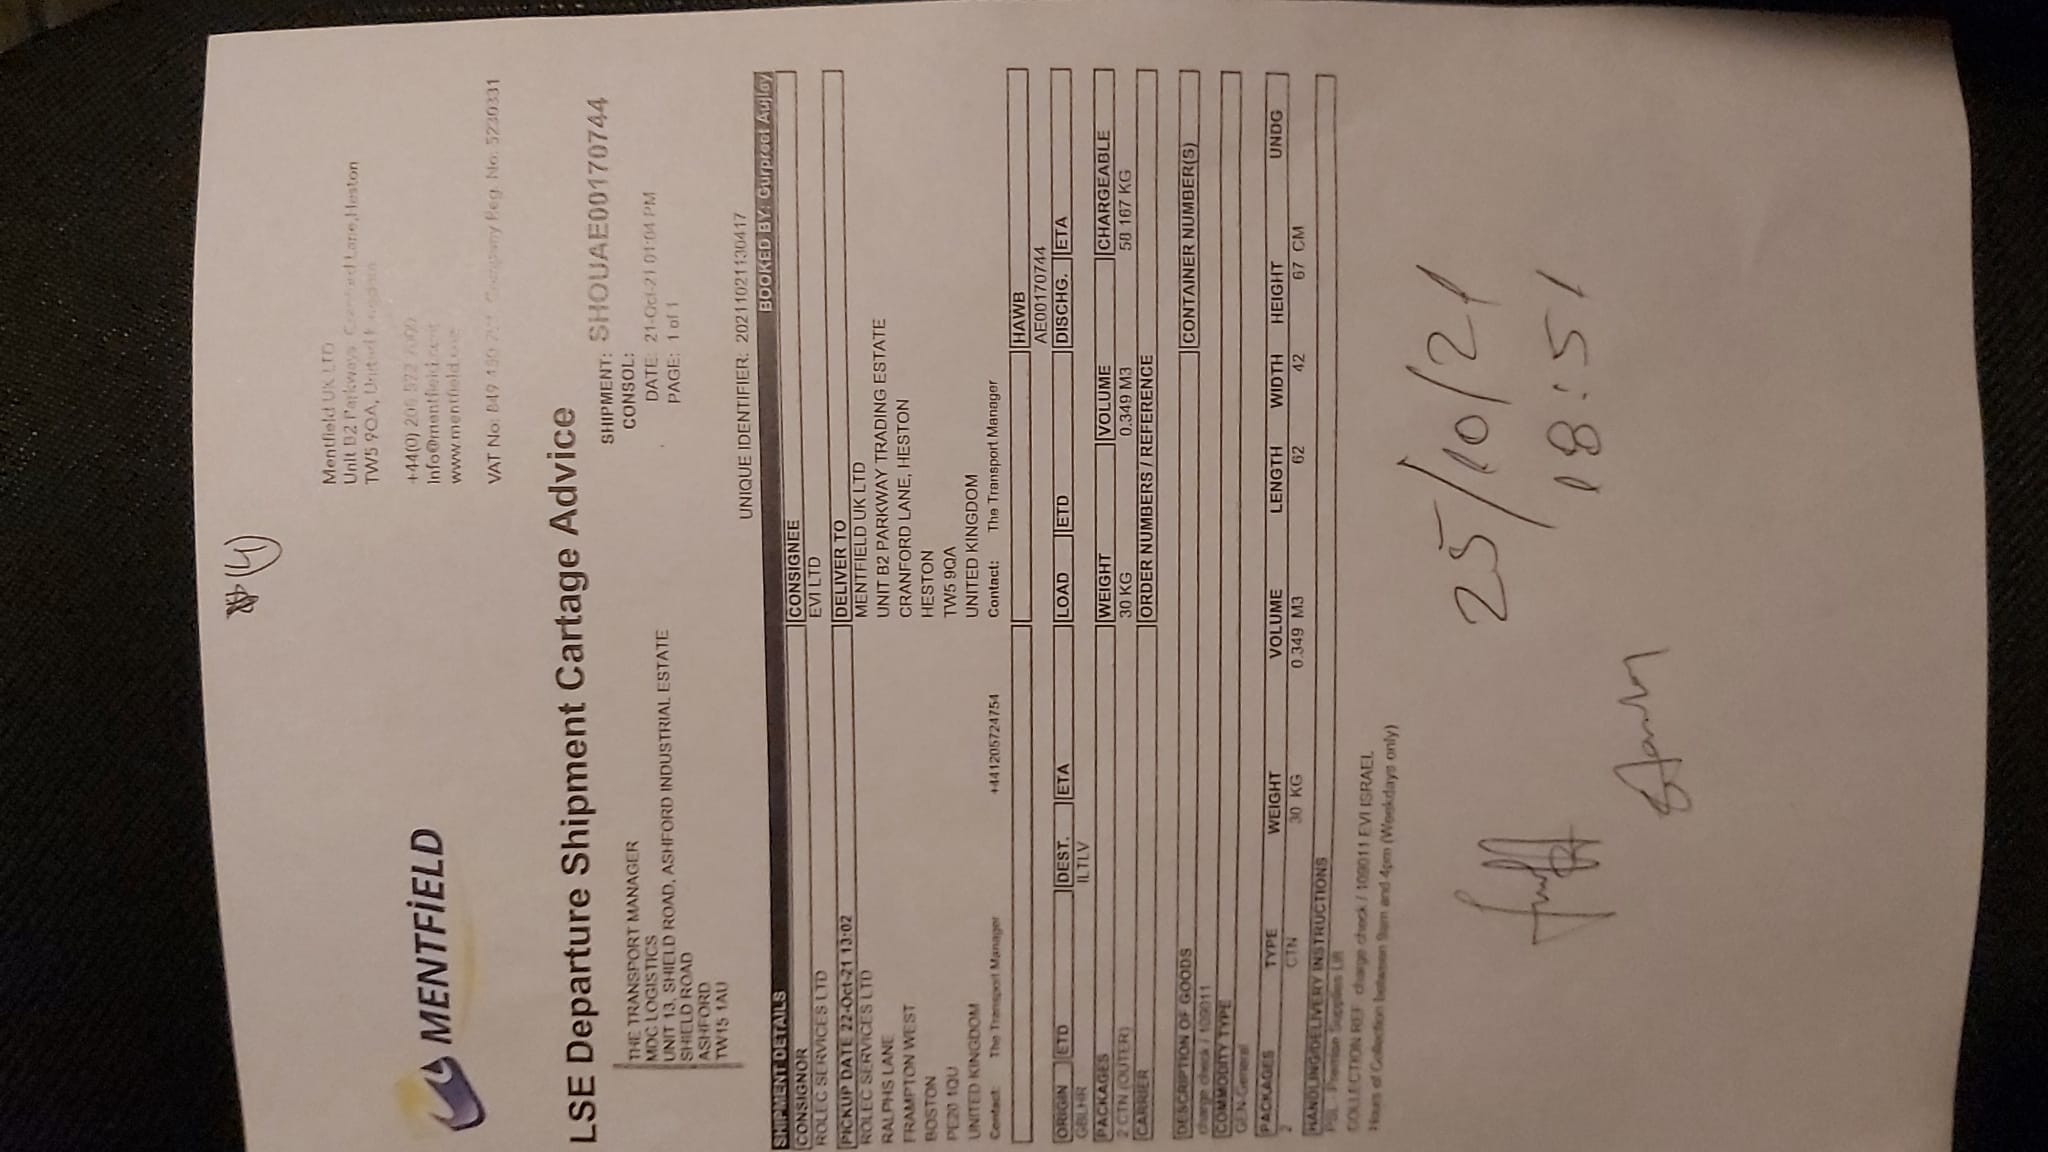 (4)
MENTFIELD
Mentfield UK LTD
Unit B2 Parkways Cranford Lane,Heston
TW5 9QA, United Kingdom
+44(0) 208 572
info@mentfield.com
www.mentfield.com
VAT No: 849 Company Reg. No: 5230331
LSE Departure Shipment Cartage Advice
SHIPMENT: SHOUAE00170744
CONSOL:
DATE: 21-Oct-21 01:04 PM
PAGE: 1 of 1
THE TRANSPORT MANAGER
MDC LOGISTICS
UNIT 13, SHIELD ROAD, ASHFORD INDUSTRIAL ESTATE
SHIELD ROAD
ASHFORD
TW15 1AU
UNIQUE IDENTIFIER: 20211021130417
SHIPMENT DETAILS BOOKED BY: Gurpreet Aujlay
CONSIGNOR CONSIGNEE
ROLEC SERVICES LTD EVI LTD
PICKUP DATE 22-Oct-21 13:02 DELIVER TO
ROLEC SERVICES LTD MENTFIELD UK LTD
RALPHS LANE UNIT B2 PARKWAY TRADING ESTATE
FRAMPTON WEST CRANFORD LANE, HESTON
BOSTON HESTON
PE20 1QU TW5 9QA
UNITED KINGDOM UNITED KINGDOM
Contact: The Transport Manager +441205724754 Contact: The Transport Manager
HAWB
AE00170744
ORIGIN ETD DEST. ETA LOAD ETD DISCHG. ETA
GBLHR ILTLV
PACKAGES WEIGHT VOLUME CHARGEABLE
2 CTN (OUTER) 30 KG 0.349 M3 58.167 KG
CARRIER ORDER NUMBERS / REFERENCE
DESCRIPTION OF GOODS CONTAINER NUMBER(S)
charge check / 109011
COMMODITY TYPE
GEN-General
PACKAGES TYPE WEIGHT VOLUME LENGTH WIDTH HEIGHT UNDG
2 CTN 30 KG 0.349 M3 62 42 67 CM
HANDLING/DELIVERY INSTRUCTIONS
PSL - Premium Supplies Lift
COLLECTION REF charge check / 109011 EVI ISRAEL
Hours of Collection between 9am and 4pm (Weekdays only)
25/10/21
18:51